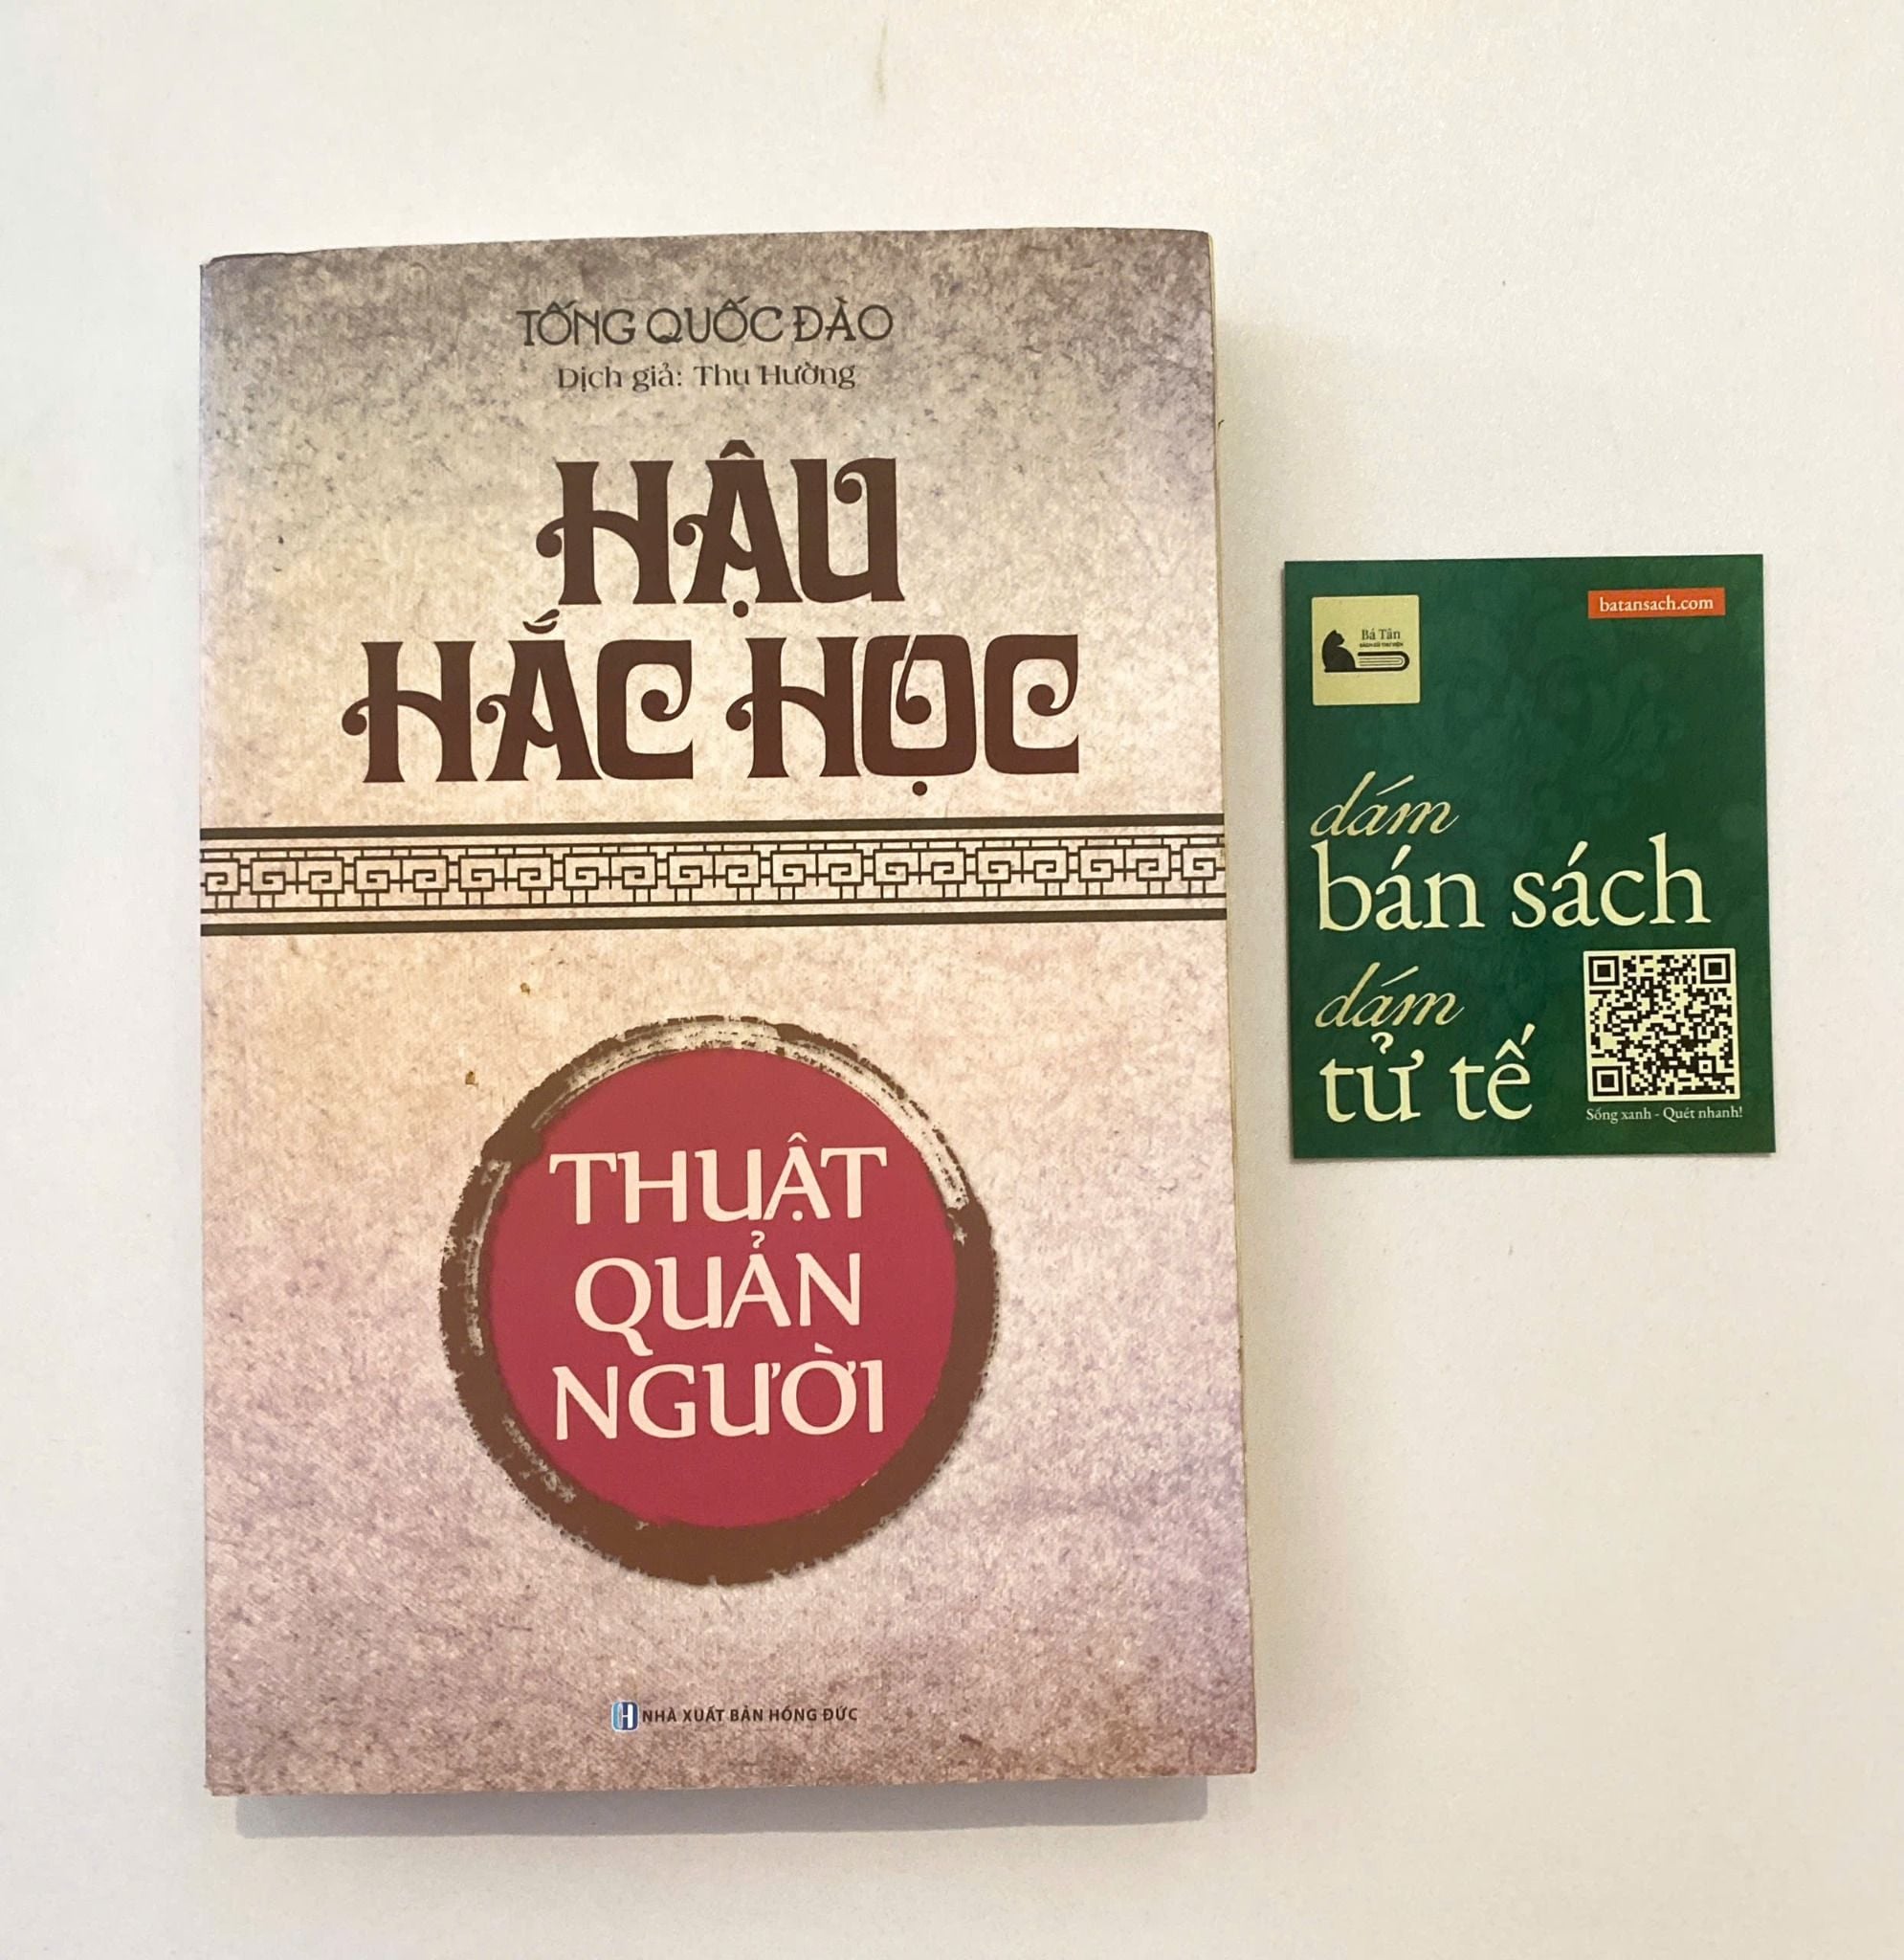 TỐNG QUỐC ĐÀO
Dịch giả: Thu Hường
HẬU
HẮC HỌC
THUẬT
QUẢN
NGƯỜI
NHÀ XUẤT BẢN HỒNG ĐỨC
batansach.com
Bá Tân
dám
bán sách
dám
tử tế
Sống xanh - Quét nhanh!